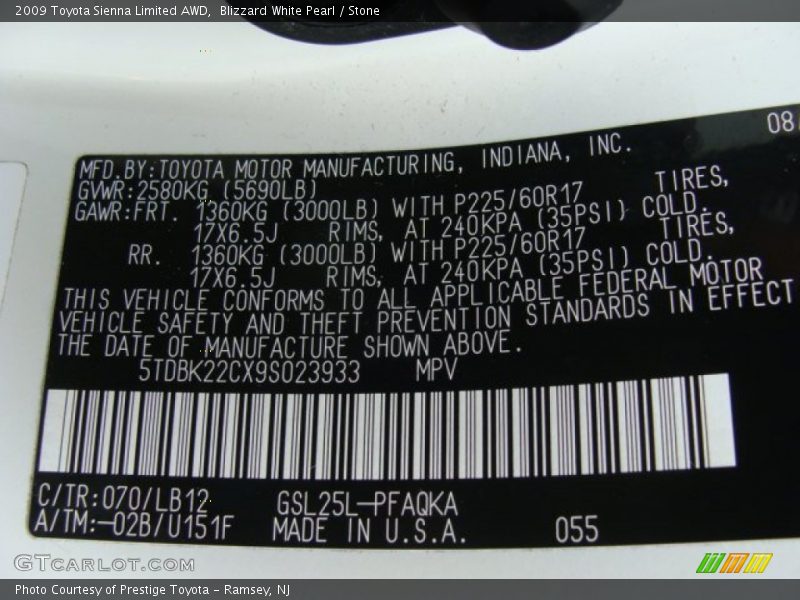 2009 Toyota Sienna Limited AWD,  Blizzard White Pearl / Stone
08/
MFD.BY:TOYOTA MOTOR MANUFACTURING, INDIANA, INC.
GVWR:2580KG (5690LB)
GAWR:FRT. 1360KG (3000LB) WITH P225/60R17 TIRES,
17X6.5J RIMS, AT 240KPA (35PSI) COLD.
RR. 1360KG (3000LB) WITH P225/60R17 TIRES,
17X6.5J RIMS, AT 240KPA (35PSI) COLD.
THIS VEHICLE CONFORMS TO ALL APPLICABLE FEDERAL MOTOR
VEHICLE SAFETY AND THEFT PREVENTION STANDARDS IN EFFECT
THE DATE OF MANUFACTURE SHOWN ABOVE.
5TDBK22CX9S023933 MPV
C/TR:070/LB12 GSL25L-PFAQKA
A/TM:-02B/U151F MADE IN U.S.A. 055
GTCARLOT.COM
Photo Courtesy of Prestige Toyota - Ramsey, NJ